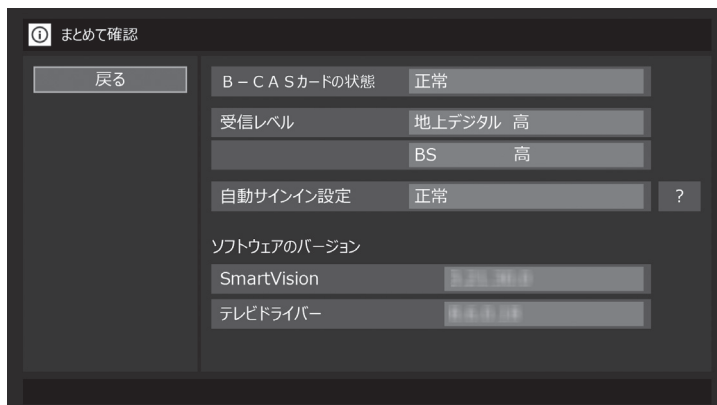 まとめて確認
戻る
B－CASカードの状態 正常
受信レベル 地上デジタル 高
BS 高
自動サインイン設定 正常 ?
ソフトウェアのバージョン
SmartVision
テレビドライバー